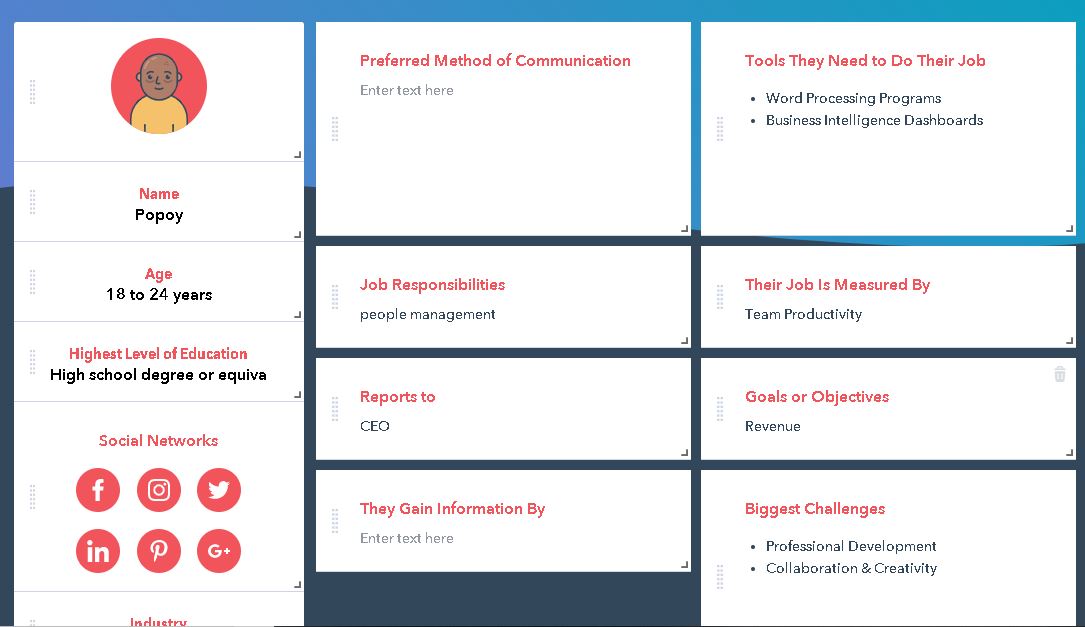 Name
Popoy
Age
18 to 24 years
Highest Level of Education
High school degree or equiva
Social Networks
f
in
G+
Industry
Preferred Method of Communication
Enter text here
Job Responsibilities
people management
Reports to
CEO
They Gain Information By
Enter text here
Tools They Need to Do Their Job
• Word Processing Programs
• Business Intelligence Dashboards
Their Job Is Measured By
Team Productivity
Goals or Objectives
Revenue
Biggest Challenges
• Professional Development
• Collaboration & Creativity